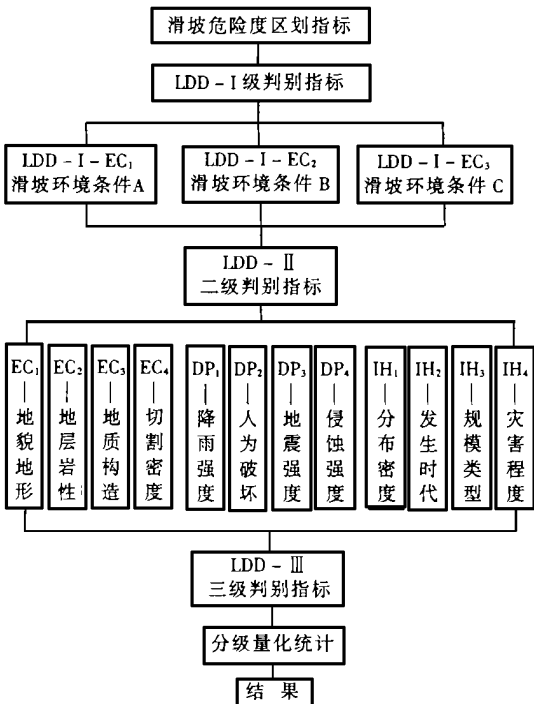 滑坡危险度区划指标
LDD-I级判别指标
LDD-I-EC₁
滑坡环境条件A
LDD-I-EC₂
滑坡环境条件B
LDD-I-EC₃
滑坡环境条件C
LDD-Ⅱ
二级判别指标
EC₁—地貌地形
EC₂—地层岩性
EC₃—地质构造
EC₄—切割密度
DP₁—降雨强度
DP₂—人为破坏
DP₃—地震强度
DP₄—侵蚀强度
IH₁—分布密度
IH₂—发生时代
IH₃—规模类型
IH₄—灾害程度
LDD-Ⅲ
三级判别指标
分级量化统计
结 果